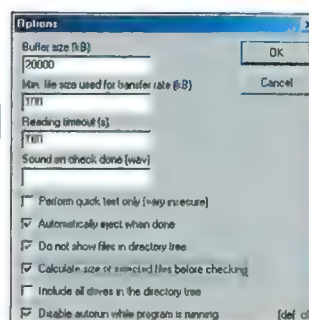 Options
Buffer size (kB)
OK
20000
Cancel
Min. file size used for transfer rate (kB)
100
Reading timeout (s)
Sound on check done (wav)
Perform quick test only (very insecure)
Automatically eject when done
Do not show files in directory tree
Calculate size of selected files before checking
Include all drives in the directory tree
Disable autorun while program is running